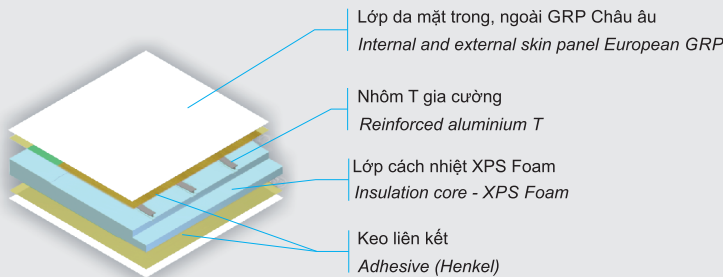 Lớp da mặt trong, ngoài GRP Châu âu
Internal and external skin panel European GRP
Nhôm T gia cường
Reinforced aluminium T
Lớp cách nhiệt XPS Foam
Insulation core - XPS Foam
Keo liên kết
Adhesive (Henkel)